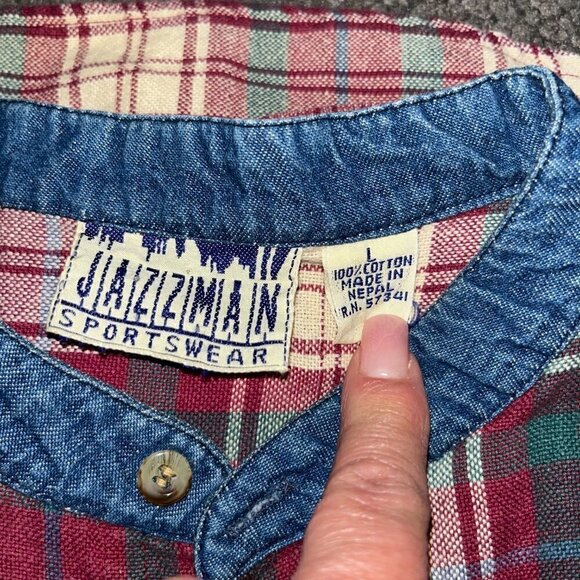 JAZZMAN
SPORTSWEAR
L
100% COTTON
MADE IN
NEPAL
R.N. 57341